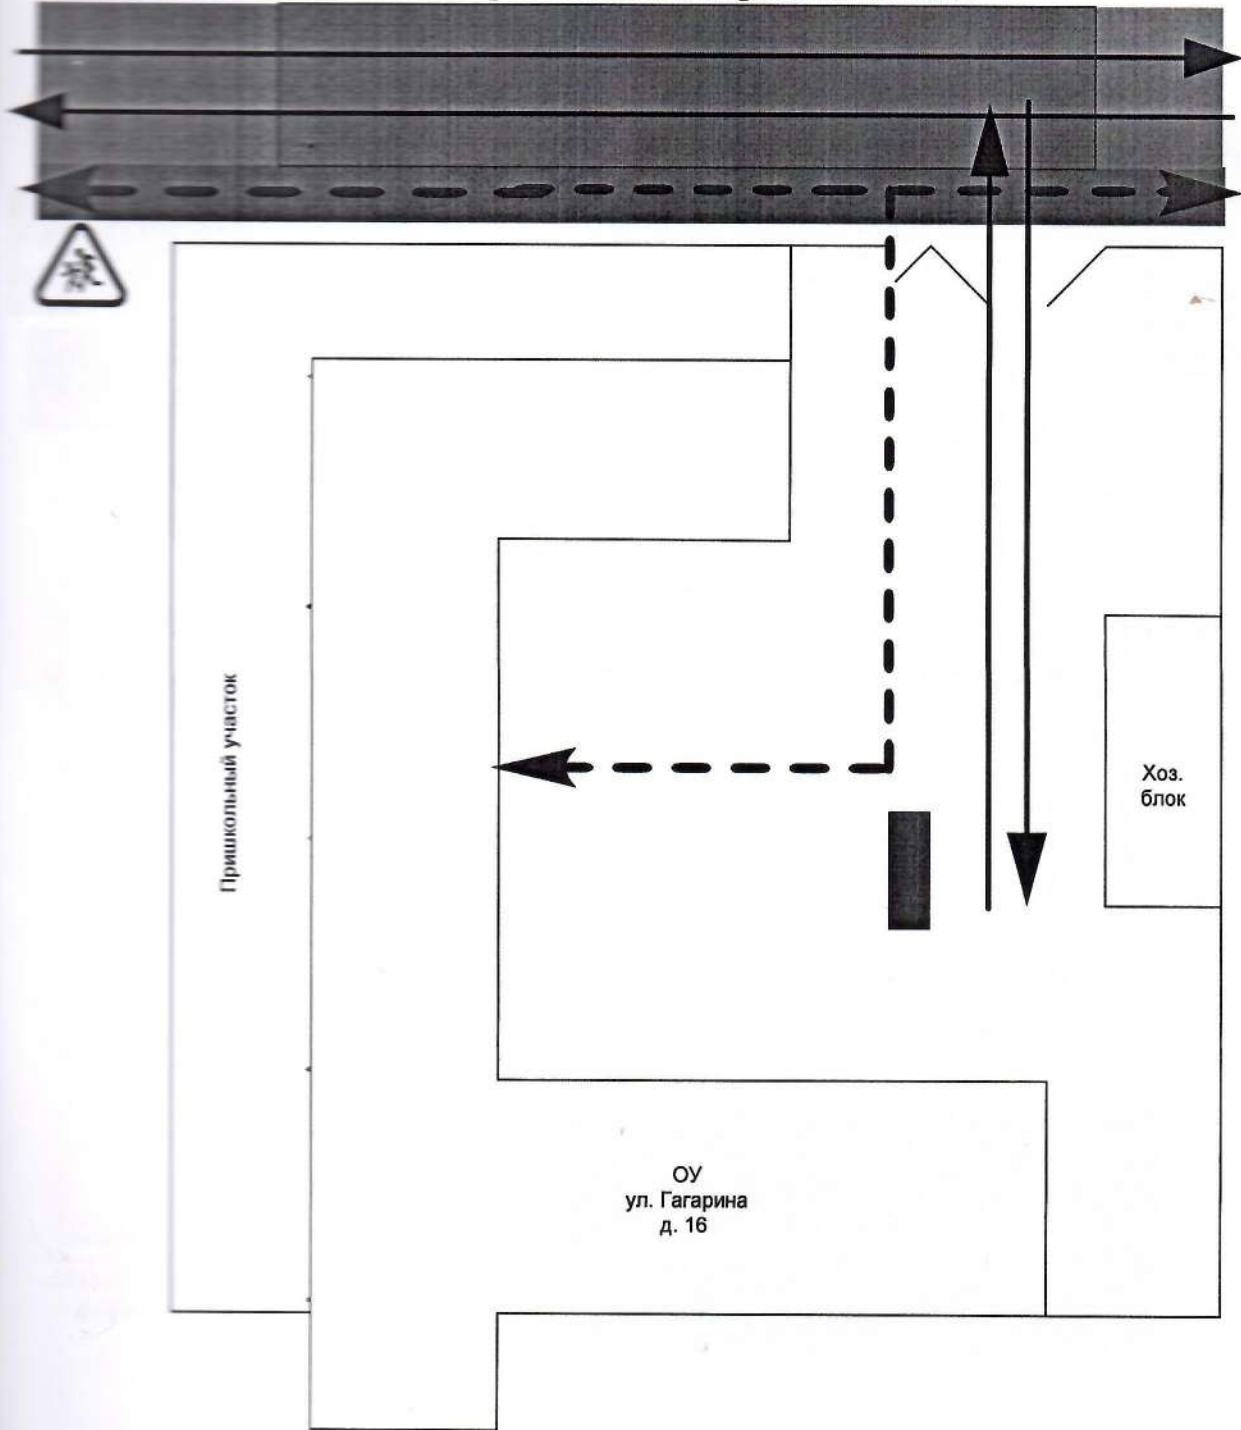 Пришкольный участок
Хоз.
блок
ОУ
ул. Гагарина
д. 16